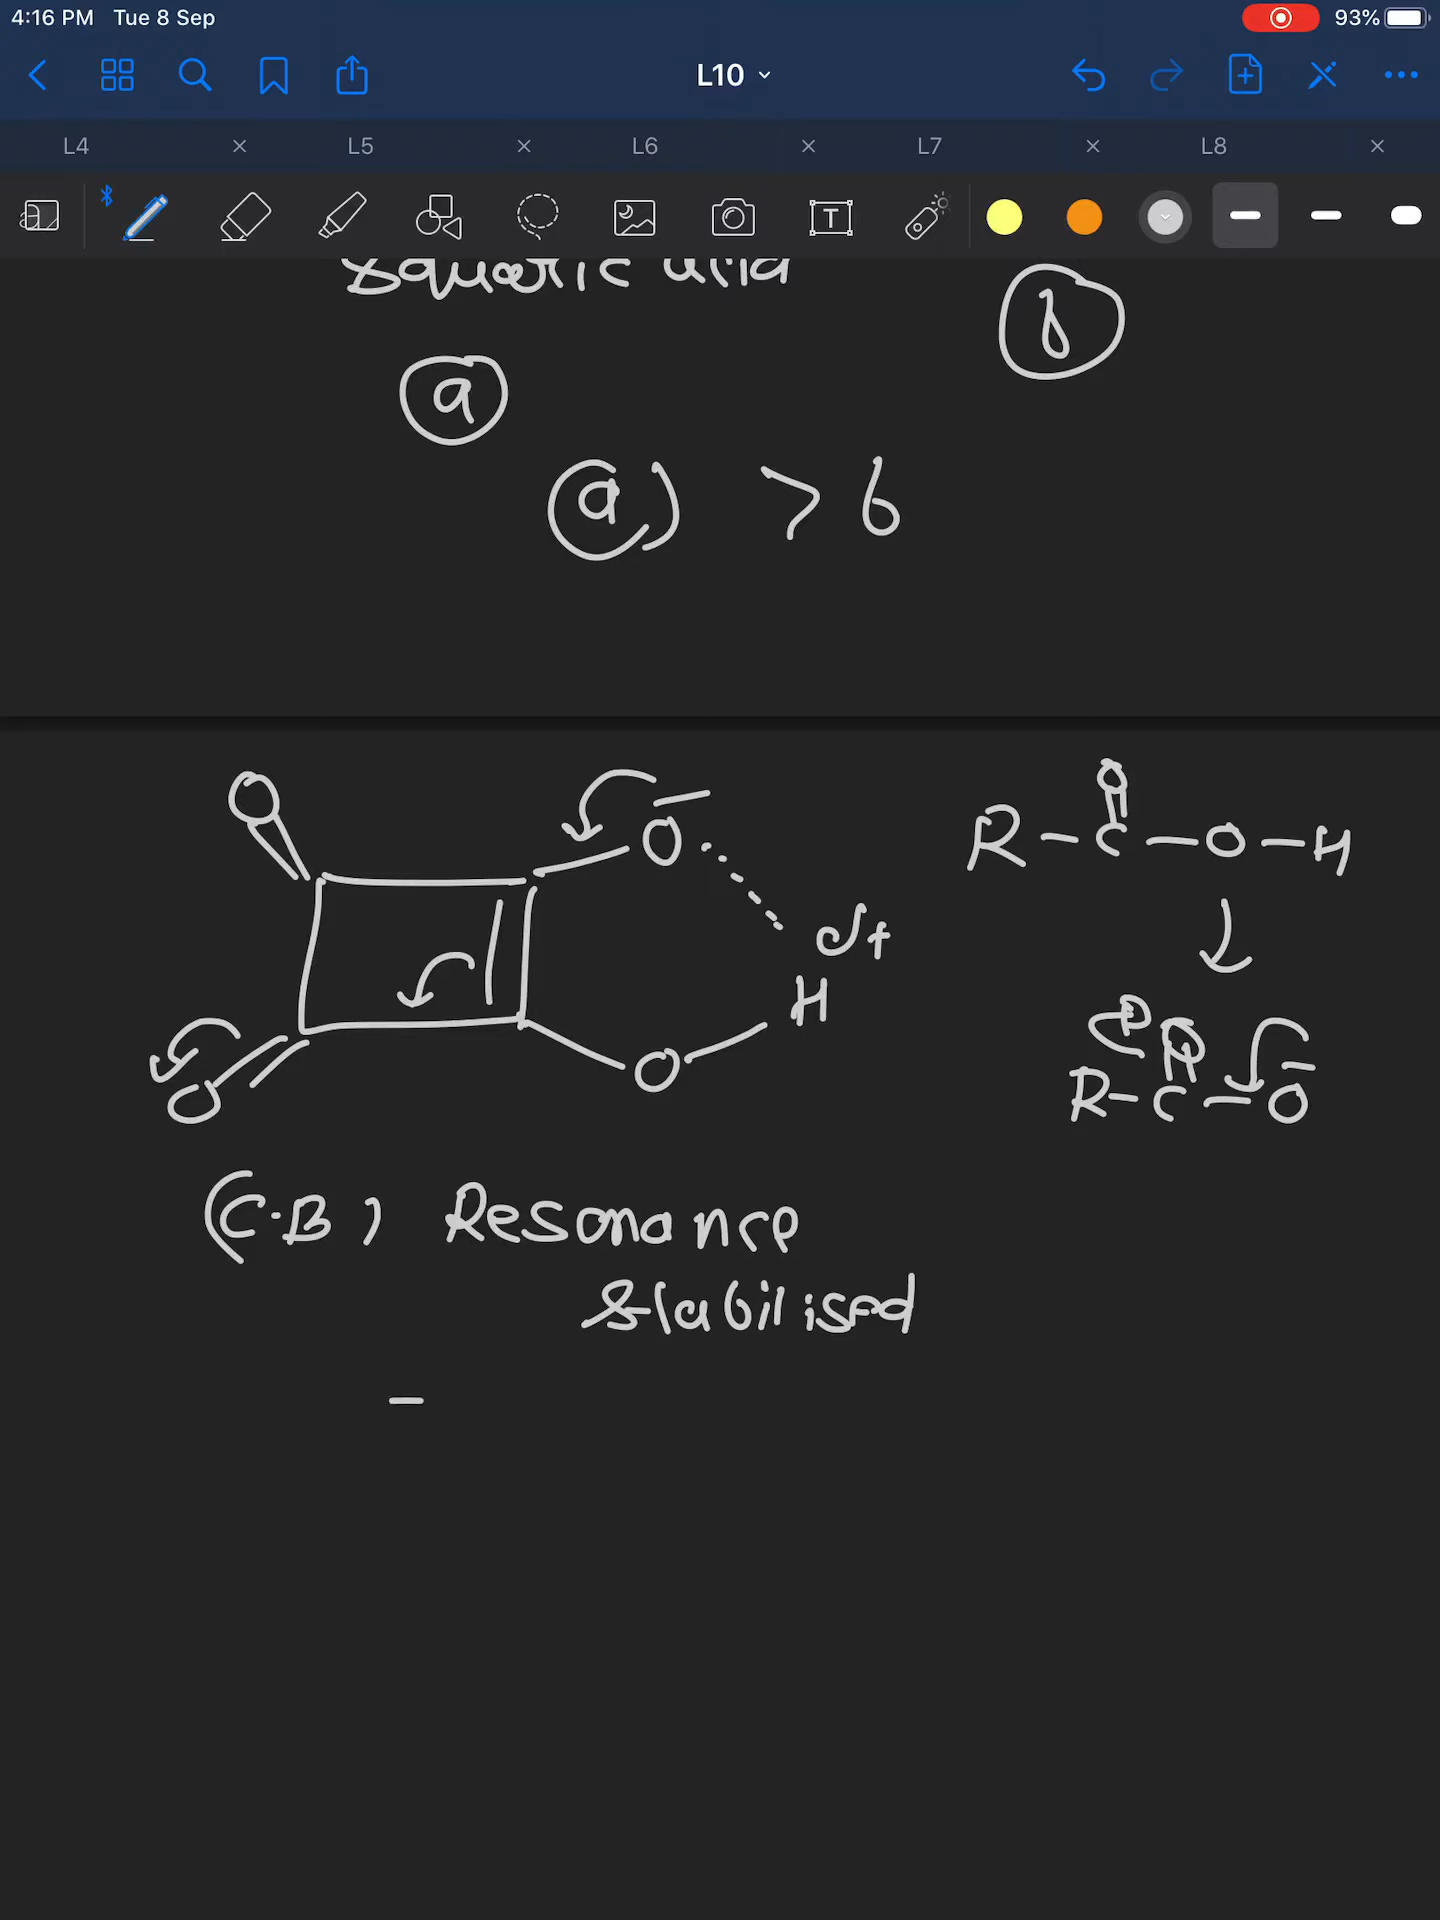 4:16 PM Tue 8 Sep
93%
L10
L4 × L5 × L6 × L7 × L8 ×
T
Squaric acid
a
b
(a) > b
O
O
R-C-O-H
O
δ+
H
O
O
R-C-O
O
(C.B) Resonance
Stabilised